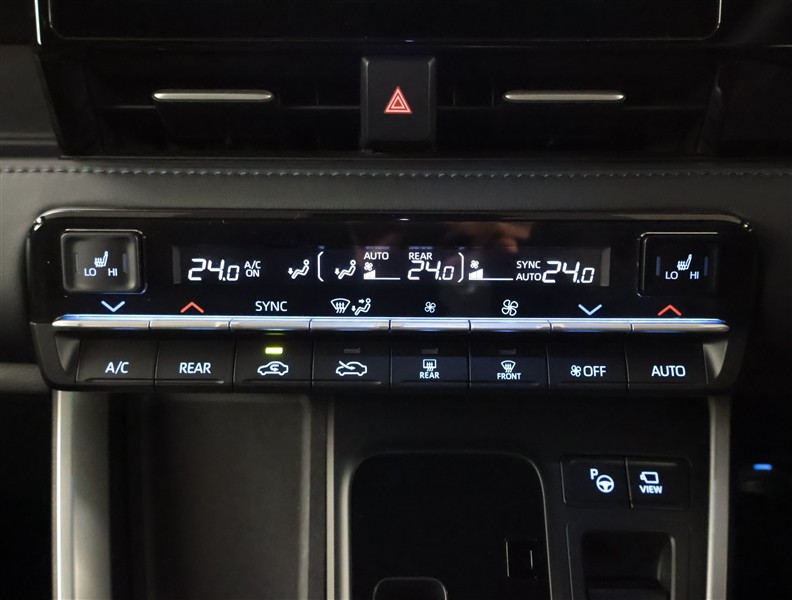 AUTO REAR
24.0 A/C ON 24.0 SYNC AUTO 24.0
LO HI
LO HI
SYNC
A/C REAR REAR FRONT OFF AUTO
P
VIEW